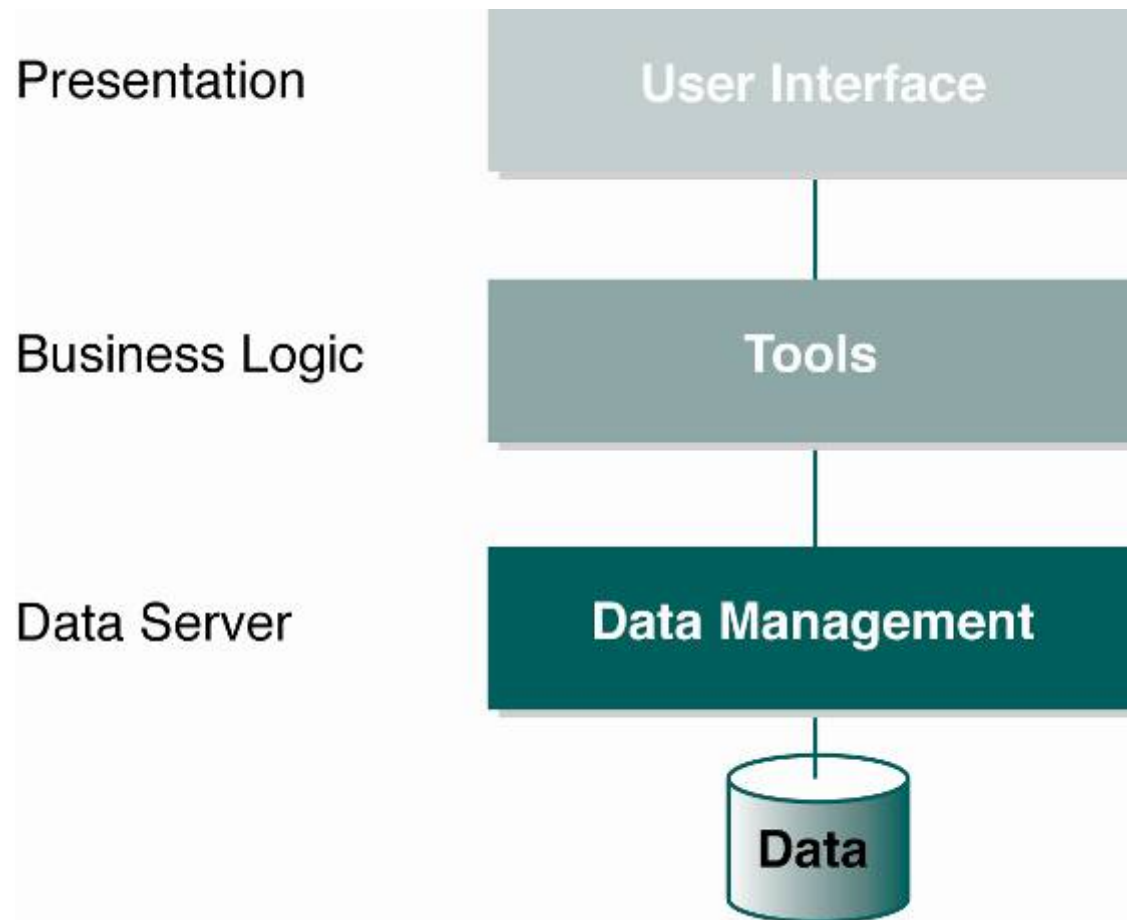 Presentation
User Interface
Business Logic
Tools
Data Server
Data Management
Data